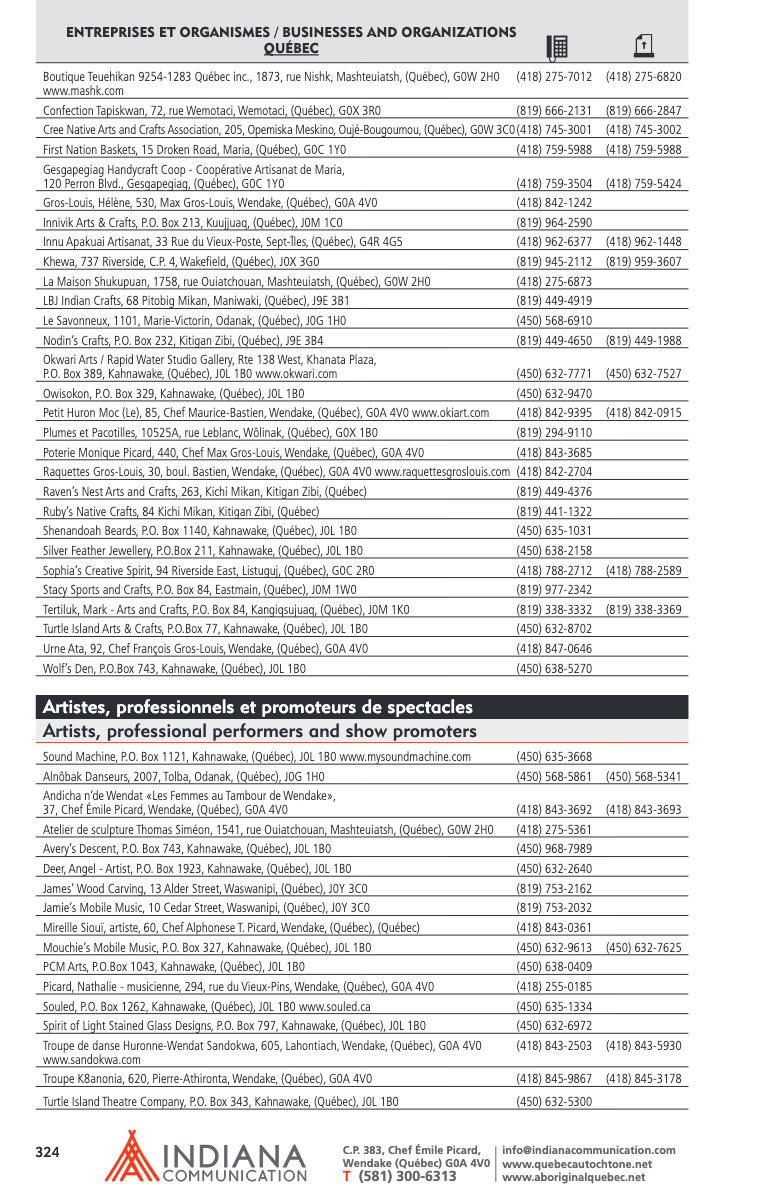 ENTREPRISES ET ORGANISMES / BUSINESSES AND ORGANIZATIONS
QUÉBEC
Boutique Teuehikan 9254-1283 Québec inc., 1873, rue Nishk, Mashteuiatsh, (Québec), G0W 2H0 (418) 275-7012 (418) 275-6820
www.mashk.com
Confection Tapiskwan, 72, rue Wemotaci, Wemotaci, (Québec), G0X 3R0 (819) 666-2131 (819) 666-2847
Cree Native Arts and Crafts Association, 205, Opemiska Meskino, Oujé-Bougoumou, (Québec), G0W 3C0 (418) 745-3001 (418) 745-3002
First Nation Baskets, 15 Droken Road, Maria, (Québec), G0C 1Y0 (418) 759-5988 (418) 759-5988
Gesgapegiag Handycraft Coop - Coopérative Artisanat de Maria,
120 Perron Blvd., Gesgapegiag, (Québec), G0C 1Y0 (418) 759-3504 (418) 759-5424
Gros-Louis, Hélène, 530, Max Gros-Louis, Wendake, (Québec), G0A 4V0 (418) 842-1242
Innivik Arts & Crafts, P.O. Box 213, Kuujjuaq, (Québec), J0M 1C0 (819) 964-2590
Innu Apakuai Artisanat, 33 Rue du Vieux-Poste, Sept-Îles, (Québec), G4R 4G5 (418) 962-6377 (418) 962-1448
Khewa, 737 Riverside, C.P. 4, Wakefield, (Québec), J0X 3G0 (819) 945-2112 (819) 959-3607
La Maison Shukupuan, 1758, rue Ouiatchouan, Mashteuiatsh, (Québec), G0W 2H0 (418) 275-6873
LBJ Indian Crafts, 68 Pitobig Mikan, Maniwaki, (Québec), J9E 3B1 (819) 449-4919
Le Savonneux, 1101, Marie-Victorin, Odanak, (Québec), J0G 1H0 (450) 568-6910
Nodin's Crafts, P.O. Box 232, Kitigan Zibi, (Québec), J9E 3B4 (819) 449-4650 (819) 449-1988
Okwari Arts / Rapid Water Studio Gallery, Rte 138 West, Khanata Plaza,
P.O. Box 389, Kahnawake, (Québec), J0L 1B0 www.okwari.com (450) 632-7771 (450) 632-7527
Owisokon, P.O. Box 329, Kahnawake, (Québec), J0L 1B0 (450) 632-9470
Petit Huron Moc (Le), 85, Chef Maurice-Bastien, Wendake, (Québec), G0A 4V0 www.okiart.com (418) 842-9395 (418) 842-0915
Plumes et Pacotilles, 10525A, rue Leblanc, Wôlinak, (Québec), G0X 1B0 (819) 294-9110
Poterie Monique Picard, 440, Chef Max Gros-Louis, Wendake, (Québec), G0A 4V0 (418) 843-3685
Raquettes Gros-Louis, 30, boul. Bastien, Wendake, (Québec), G0A 4V0 www.raquettesgroslouis.com (418) 842-2704
Raven's Nest Arts and Crafts, 263, Kichi Mikan, Kitigan Zibi, (Québec) (819) 449-4376
Ruby's Native Crafts, 84 Kichi Mikan, Kitigan Zibi, (Québec) (819) 441-1322
Shenandoah Beards, P.O. Box 1140, Kahnawake, (Québec), J0L 1B0 (450) 635-1031
Silver Feather Jewellery, P.O.Box 211, Kahnawake, (Québec), J0L 1B0 (450) 638-2158
Sophia's Creative Spirit, 94 Riverside East, Listuguj, (Québec), G0C 2R0 (418) 788-2712 (418) 788-2589
Stacy Sports and Crafts, P.O. Box 84, Eastmain, (Québec), J0M 1W0 (819) 977-2342
Tertiluk, Mark - Arts and Crafts, P.O. Box 84, Kangiqsujuaq, (Québec), J0M 1K0 (819) 338-3332 (819) 338-3369
Turtle Island Arts & Crafts, P.O.Box 77, Kahnawake, (Québec), J0L 1B0 (450) 632-8702
Urne Ata, 92, Chef François Gros-Louis, Wendake, (Québec), G0A 4V0 (418) 847-0646
Wolf's Den, P.O.Box 743, Kahnawake, (Québec), J0L 1B0 (450) 638-5270
Artistes, professionnels et promoteurs de spectacles
Artists, professional performers and show promoters
Sound Machine, P.O. Box 1121, Kahnawake, (Québec), J0L 1B0 www.mysoundmachine.com (450) 635-3668
Alnôbak Danseurs, 2007, Tolba, Odanak, (Québec), J0G 1H0 (450) 568-5861 (450) 568-5341
Andicha n'de Wendat «Les Femmes au Tambour de Wendake»,
37, Chef Émile Picard, Wendake, (Québec), G0A 4V0 (418) 843-3692 (418) 843-3693
Atelier de sculpture Thomas Siméon, 1541, rue Ouiatchouan, Mashteuiatsh, (Québec), G0W 2H0 (418) 275-5361
Avery's Descent, P.O. Box 743, Kahnawake, (Québec), J0L 1B0 (450) 968-7989
Deer, Angel - Artist, P.O. Box 1923, Kahnawake, (Québec), J0L 1B0 (450) 632-2640
James' Wood Carving, 13 Alder Street, Waswanipi, (Québec), J0Y 3C0 (819) 753-2162
Jamie's Mobile Music, 10 Cedar Street, Waswanipi, (Québec), J0Y 3C0 (819) 753-2032
Mireille Siouï, artiste, 60, Chef Alphonese T. Picard, Wendake, (Québec), (Québec) (418) 843-0361
Mouchie's Mobile Music, P.O. Box 327, Kahnawake, (Québec), J0L 1B0 (450) 632-9613 (450) 632-7625
PCM Arts, P.O.Box 1043, Kahnawake, (Québec), J0L 1B0 (450) 638-0409
Picard, Nathalie - musicienne, 294, rue du Vieux-Pins, Wendake, (Québec), G0A 4V0 (418) 255-0185
Souled, P.O. Box 1262, Kahnawake, (Québec), J0L 1B0 www.souled.ca (450) 635-1334
Spirit of Light Stained Glass Designs, P.O. Box 797, Kahnawake, (Québec), J0L 1B0 (450) 632-6972
Troupe de danse Huronne-Wendat Sandokwa, 605, Lahontiach, Wendake, (Québec), G0A 4V0 (418) 843-2503 (418) 843-5930
www.sandokwa.com
Troupe K8anonia, 620, Pierre-Athironta, Wendake, (Québec), G0A 4V0 (418) 845-9867 (418) 845-3178
Turtle Island Theatre Company, P.O. Box 343, Kahnawake, (Québec), J0L 1B0 (450) 632-5300
324
INDIANA
COMMUNICATION
C.P. 383, Chef Émile Picard,
Wendake (Québec) G0A 4V0
T (581) 300-6313
info@indianacommunication.com
www.quebecautochtone.net
www.aboriginalquebec.net